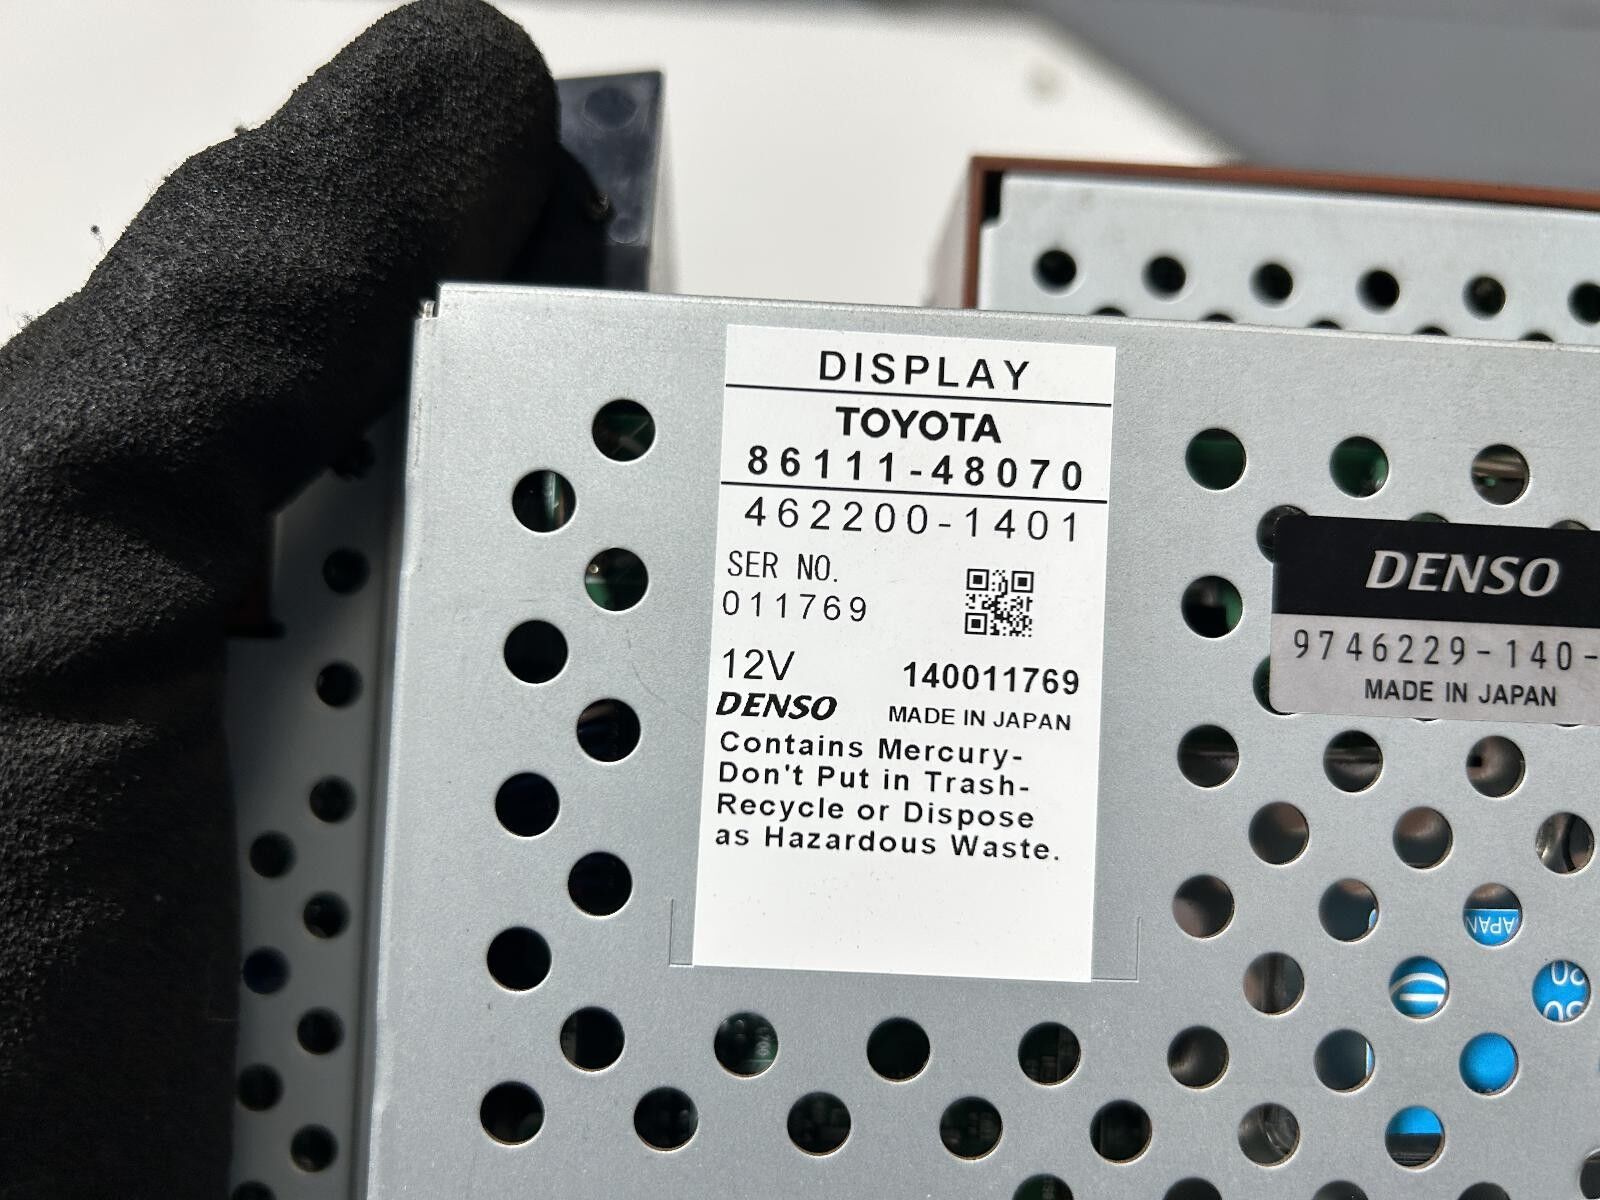 DISPLAY
TOYOTA
86111-48070
462200-1401
SER NO.
011769
12V
140011769
DENSO
MADE IN JAPAN
Contains Mercury-
Don't Put in Trash-
Recycle or Dispose
as Hazardous Waste.
DENSO
9746229-140-
MADE IN JAPAN
APAN